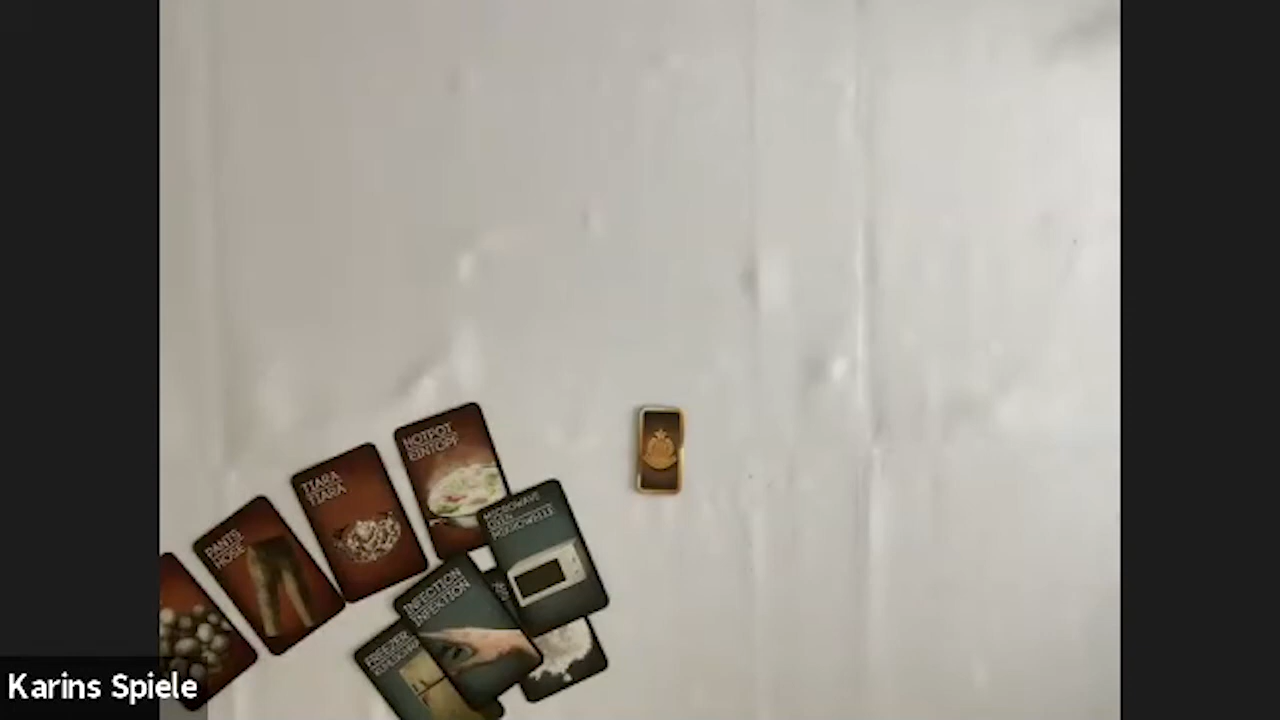 HOTPOT
EINTOPF
TIARA
TIARA
MICROWAVE
OVEN
MIKROWELLE
PANTS
HOSE
INFECTION
INFEKTION
FREEZER
Karins Spiele